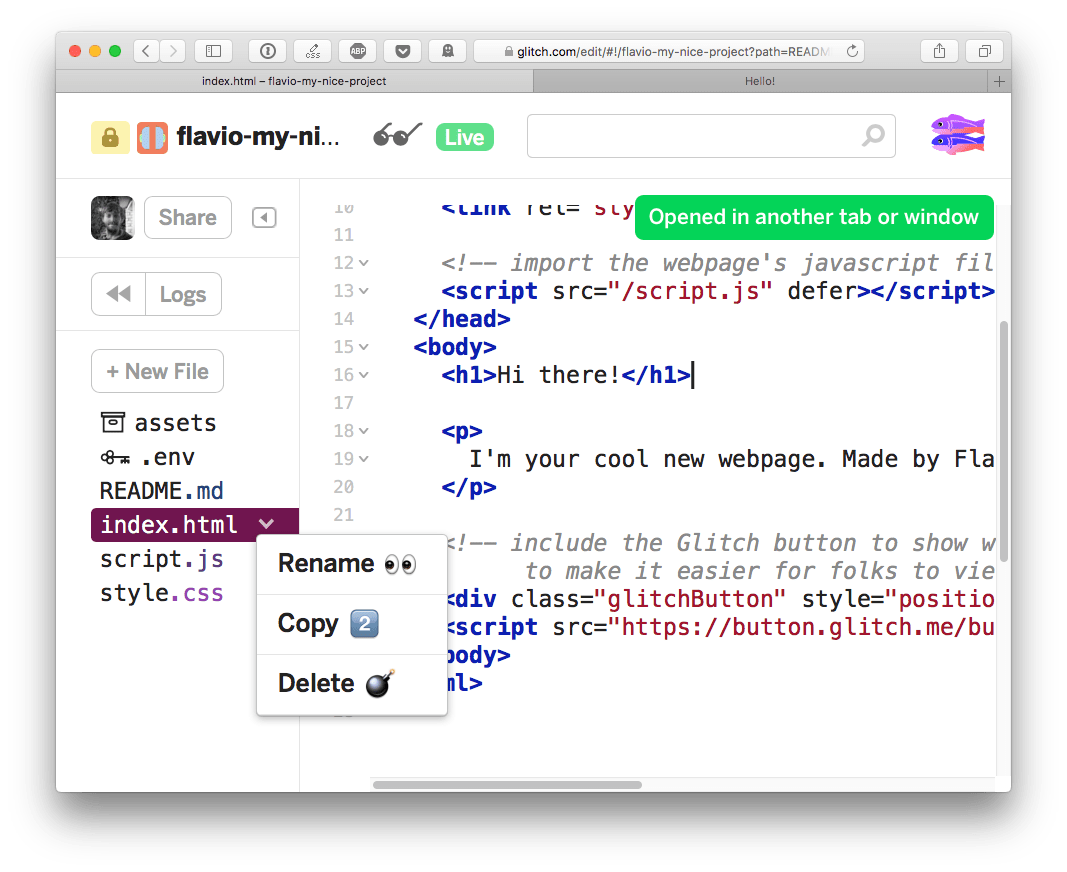 glitch.com/edit/#!/flavio-my-nice-project?path=READM
index.html – flavio-my-nice-project
Hello!
flavio-my-ni...
Live
Share
Opened in another tab or window
Logs
+ New File
assets
.env
README.md
index.html
script.js
style.css
Rename
Copy 2
Delete
10 <link rel="sty
11
12 <!-- import the webpage's javascript fil
13 <script src="/script.js" defer></script>
14 </head>
15 <body>
16 <h1>Hi there!</h1>
17
18 <p>
19 I'm your cool new webpage. Made by Fla
20 </p>
21
<!-- include the Glitch button to show w
to make it easier for folks to vie
<div class="glitchButton" style="positio
<script src="https://button.glitch.me/bu
body>
ml>
css
ABP